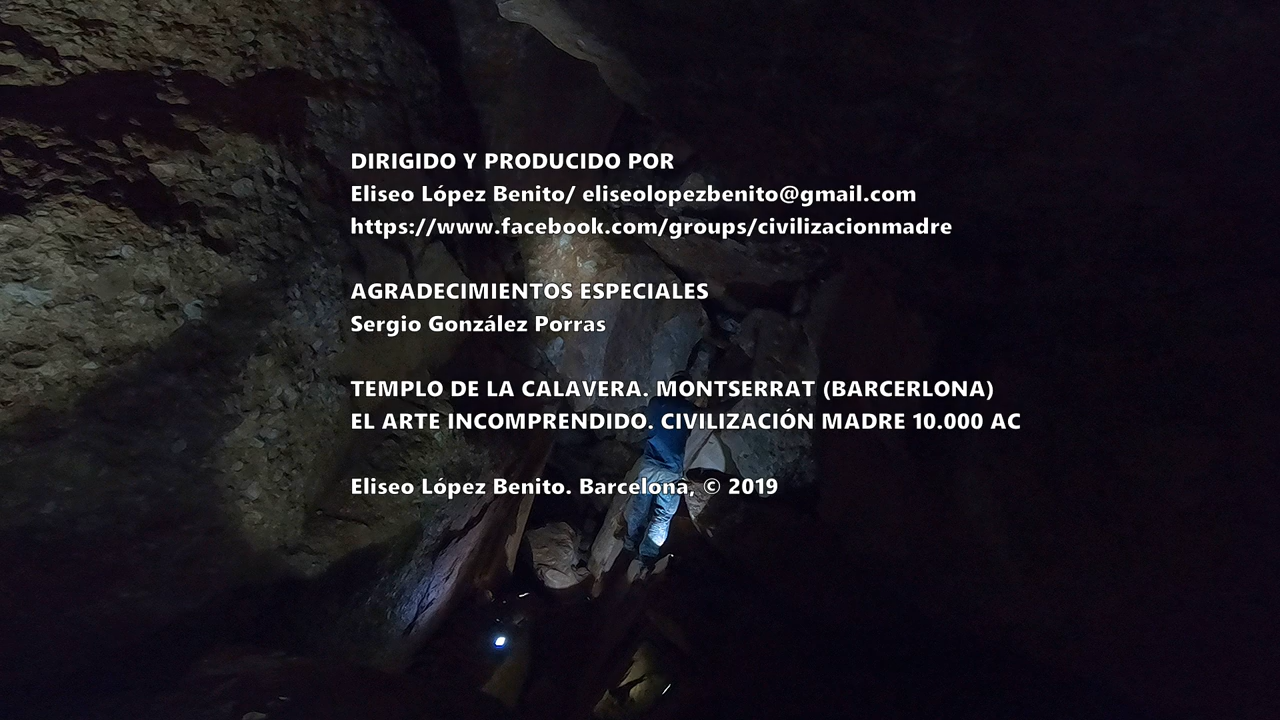 DIRIGIDO Y PRODUCIDO POR
Eliseo López Benito/ eliseolopezbenito@gmail.com
https://www.facebook.com/groups/civilizacionmadre
AGRADECIMIENTOS ESPECIALES
Sergio González Porras
TEMPLO DE LA CALAVERA. MONTSERRAT (BARCERLONA)
EL ARTE INCOMPRENDIDO. CIVILIZACIÓN MADRE 10.000 AC
Eliseo López Benito. Barcelona, © 2019